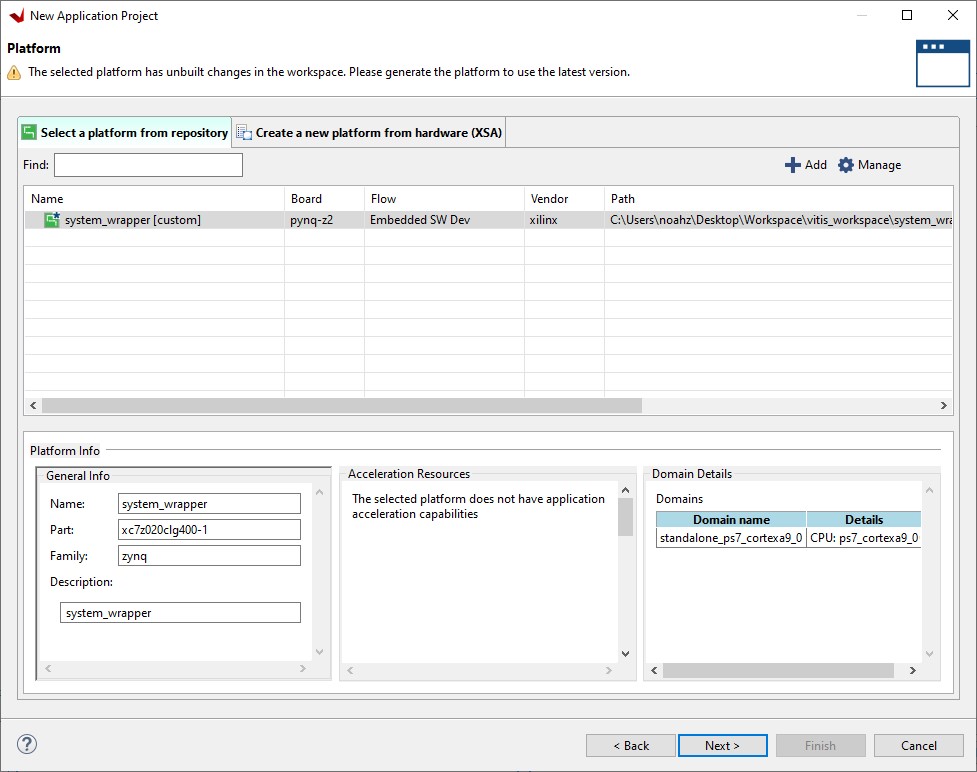 New Application Project
Platform
The selected platform has unbuilt changes in the workspace. Please generate the platform to use the latest version.
Select a platform from repository
Create a new platform from hardware (XSA)
Find:
Add
Manage
Name Board Flow Vendor Path
system_wrapper [custom] pynq-z2 Embedded SW Dev xilinx C:\Users\noahz\Desktop\Workspace\vitis_workspace\system_wra
Platform Info
General Info
Name: system_wrapper
Part: xc7z020clg400-1
Family: zynq
Description:
system_wrapper
Acceleration Resources
The selected platform does not have application
acceleration capabilities
Domain Details
Domains
Domain name Details
standalone_ps7_cortexa9_0 CPU: ps7_cortexa9_0
?
< Back
Next >
Finish
Cancel